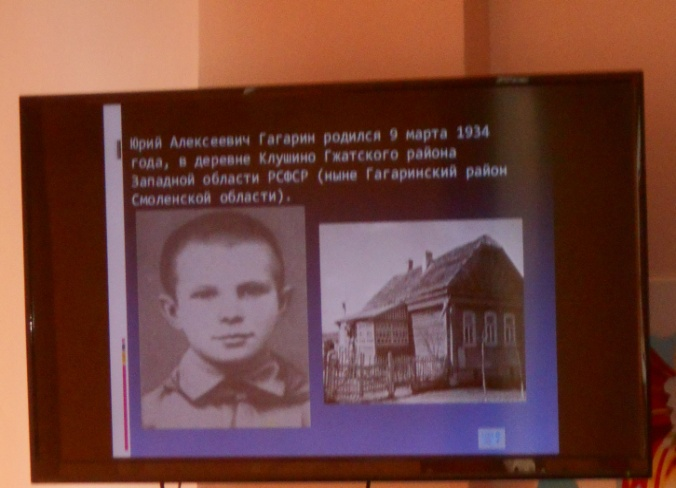 Юрий Алексеевич Гагарин родился 9 марта 1934
года, в деревне Клушино Гжатского района
Западной области РСФСР (ныне Гагаринский район
Смоленской области).